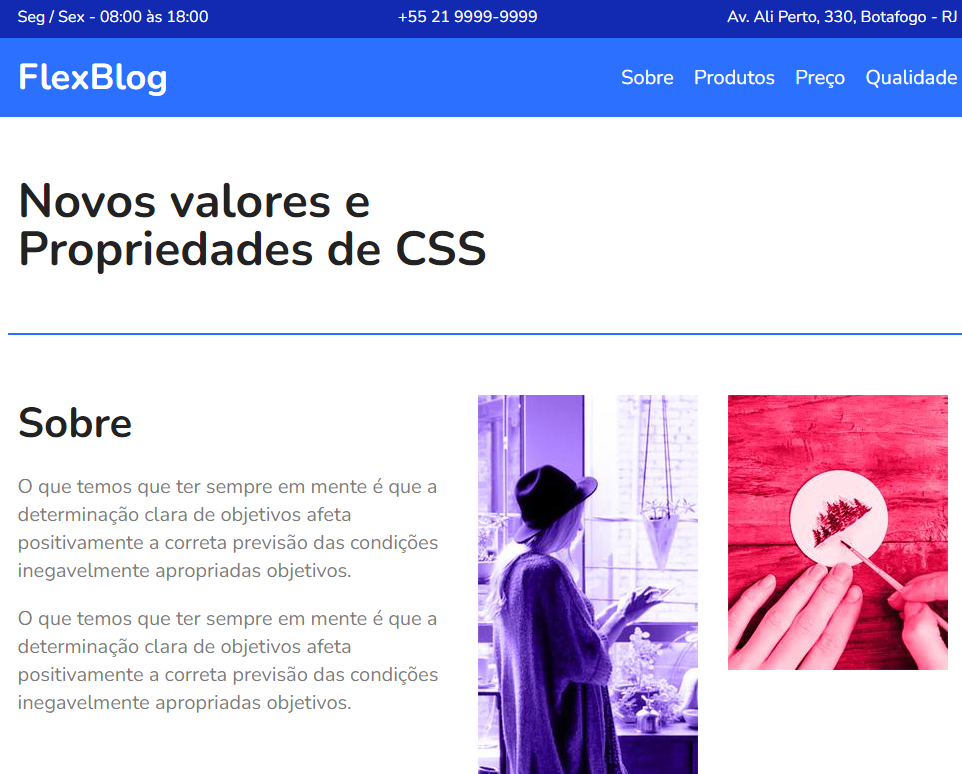 Seg / Sex - 08:00 às 18:00
+55 21 9999-9999
Av. Ali Perto, 330, Botafogo - RJ
FlexBlog
Sobre
Produtos
Preço
Qualidade
Novos valores e
Propriedades de CSS
Sobre
O que temos que ter sempre em mente é que a
determinação clara de objetivos afeta
positivamente a correta previsão das condições
inegavelmente apropriadas objetivos.
O que temos que ter sempre em mente é que a
determinação clara de objetivos afeta
positivamente a correta previsão das condições
inegavelmente apropriadas objetivos.